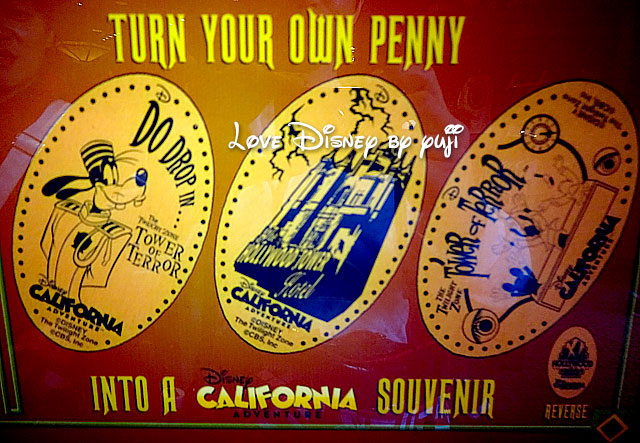 TURN YOUR OWN PENNY
Love Disney by yuji
DO DROP IN...
THE TWILIGHT ZONE
TOWER
OF
TERROR
Disney
CALIFORNIA
ADVENTURE
©DISNEY
The Twilight Zone
©CBS, Inc
The
HOLLYWOOD TOWER
Hotel
Disney
CALIFORNIA
ADVENTURE
©DISNEY
The Twilight Zone
©CBS, Inc
THE
TWILIGHT ZONE
TOWER OF TERROR
Disney
CALIFORNIA
ADVENTURE
INTO A Disney CALIFORNIA ADVENTURE SOUVENIR
HOLLYWOOD
REVERSE